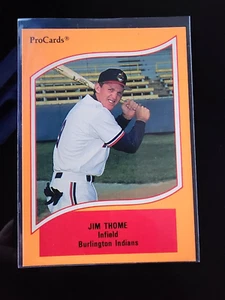 ProCards®
JIM THOME
Infield
Burlington Indians